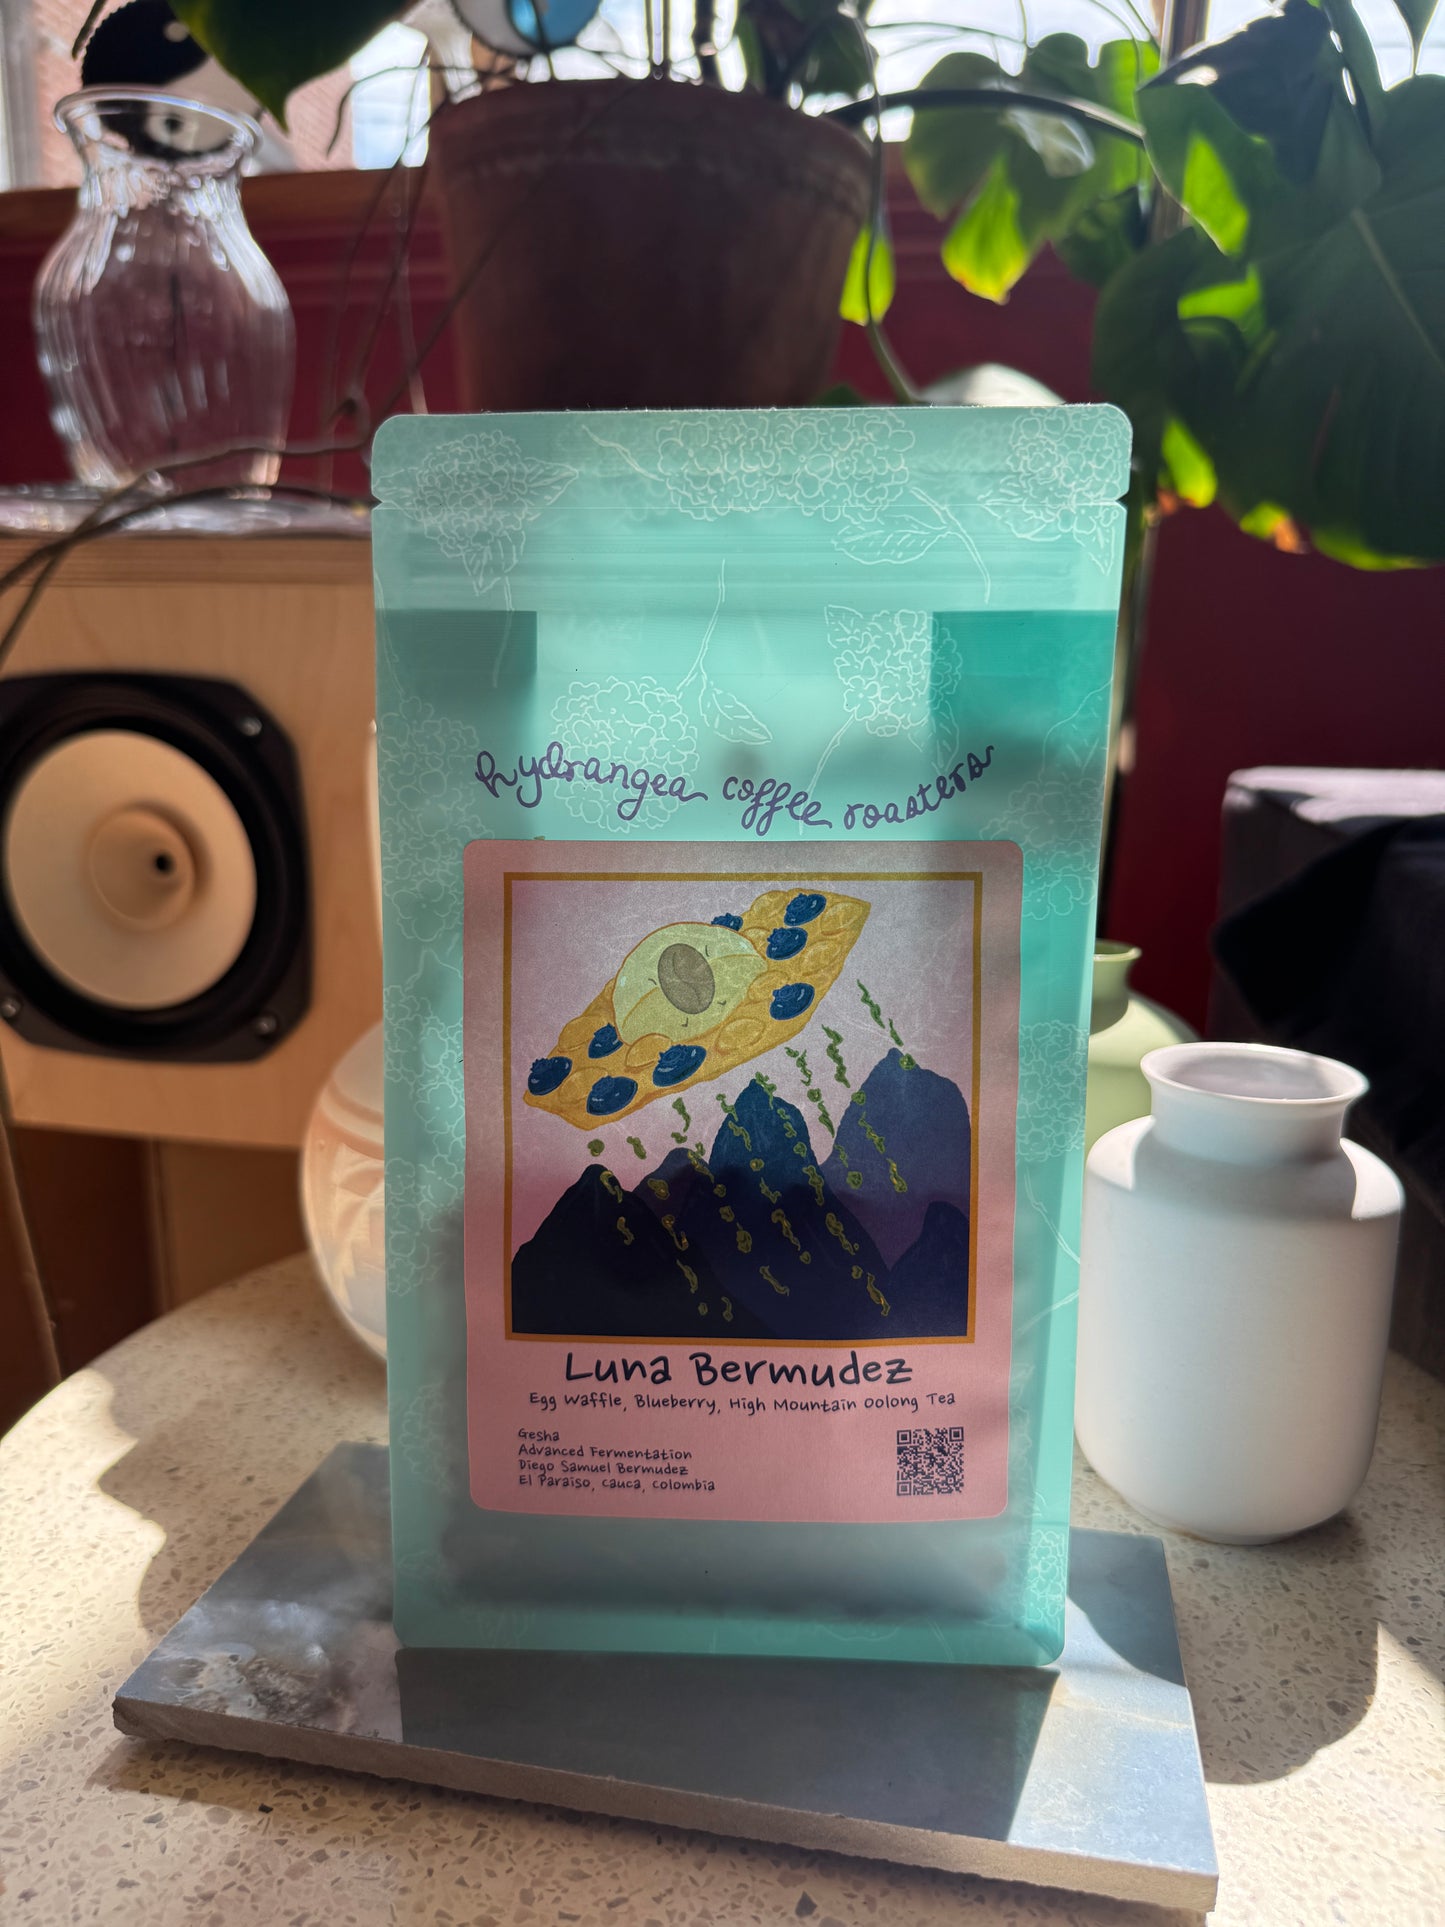 hydrangea coffee roasters
Luna Bermudez
Egg Waffle, Blueberry, High Mountain Oolong Tea
Gesha
Advanced Fermentation
Diego Samuel Bermudez
El Paraiso, Cauca, Colombia